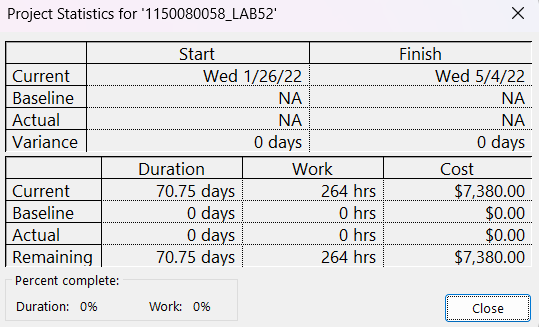 Project Statistics for '1150080058_LAB52'
Start Finish
Current Wed 1/26/22 Wed 5/4/22
Baseline NA NA
Actual NA NA
Variance 0 days 0 days
Duration Work Cost
Current 70.75 days 264 hrs $7,380.00
Baseline 0 days 0 hrs $0.00
Actual 0 days 0 hrs $0.00
Remaining 70.75 days 264 hrs $7,380.00
Percent complete:
Duration: 0% Work: 0%
Close